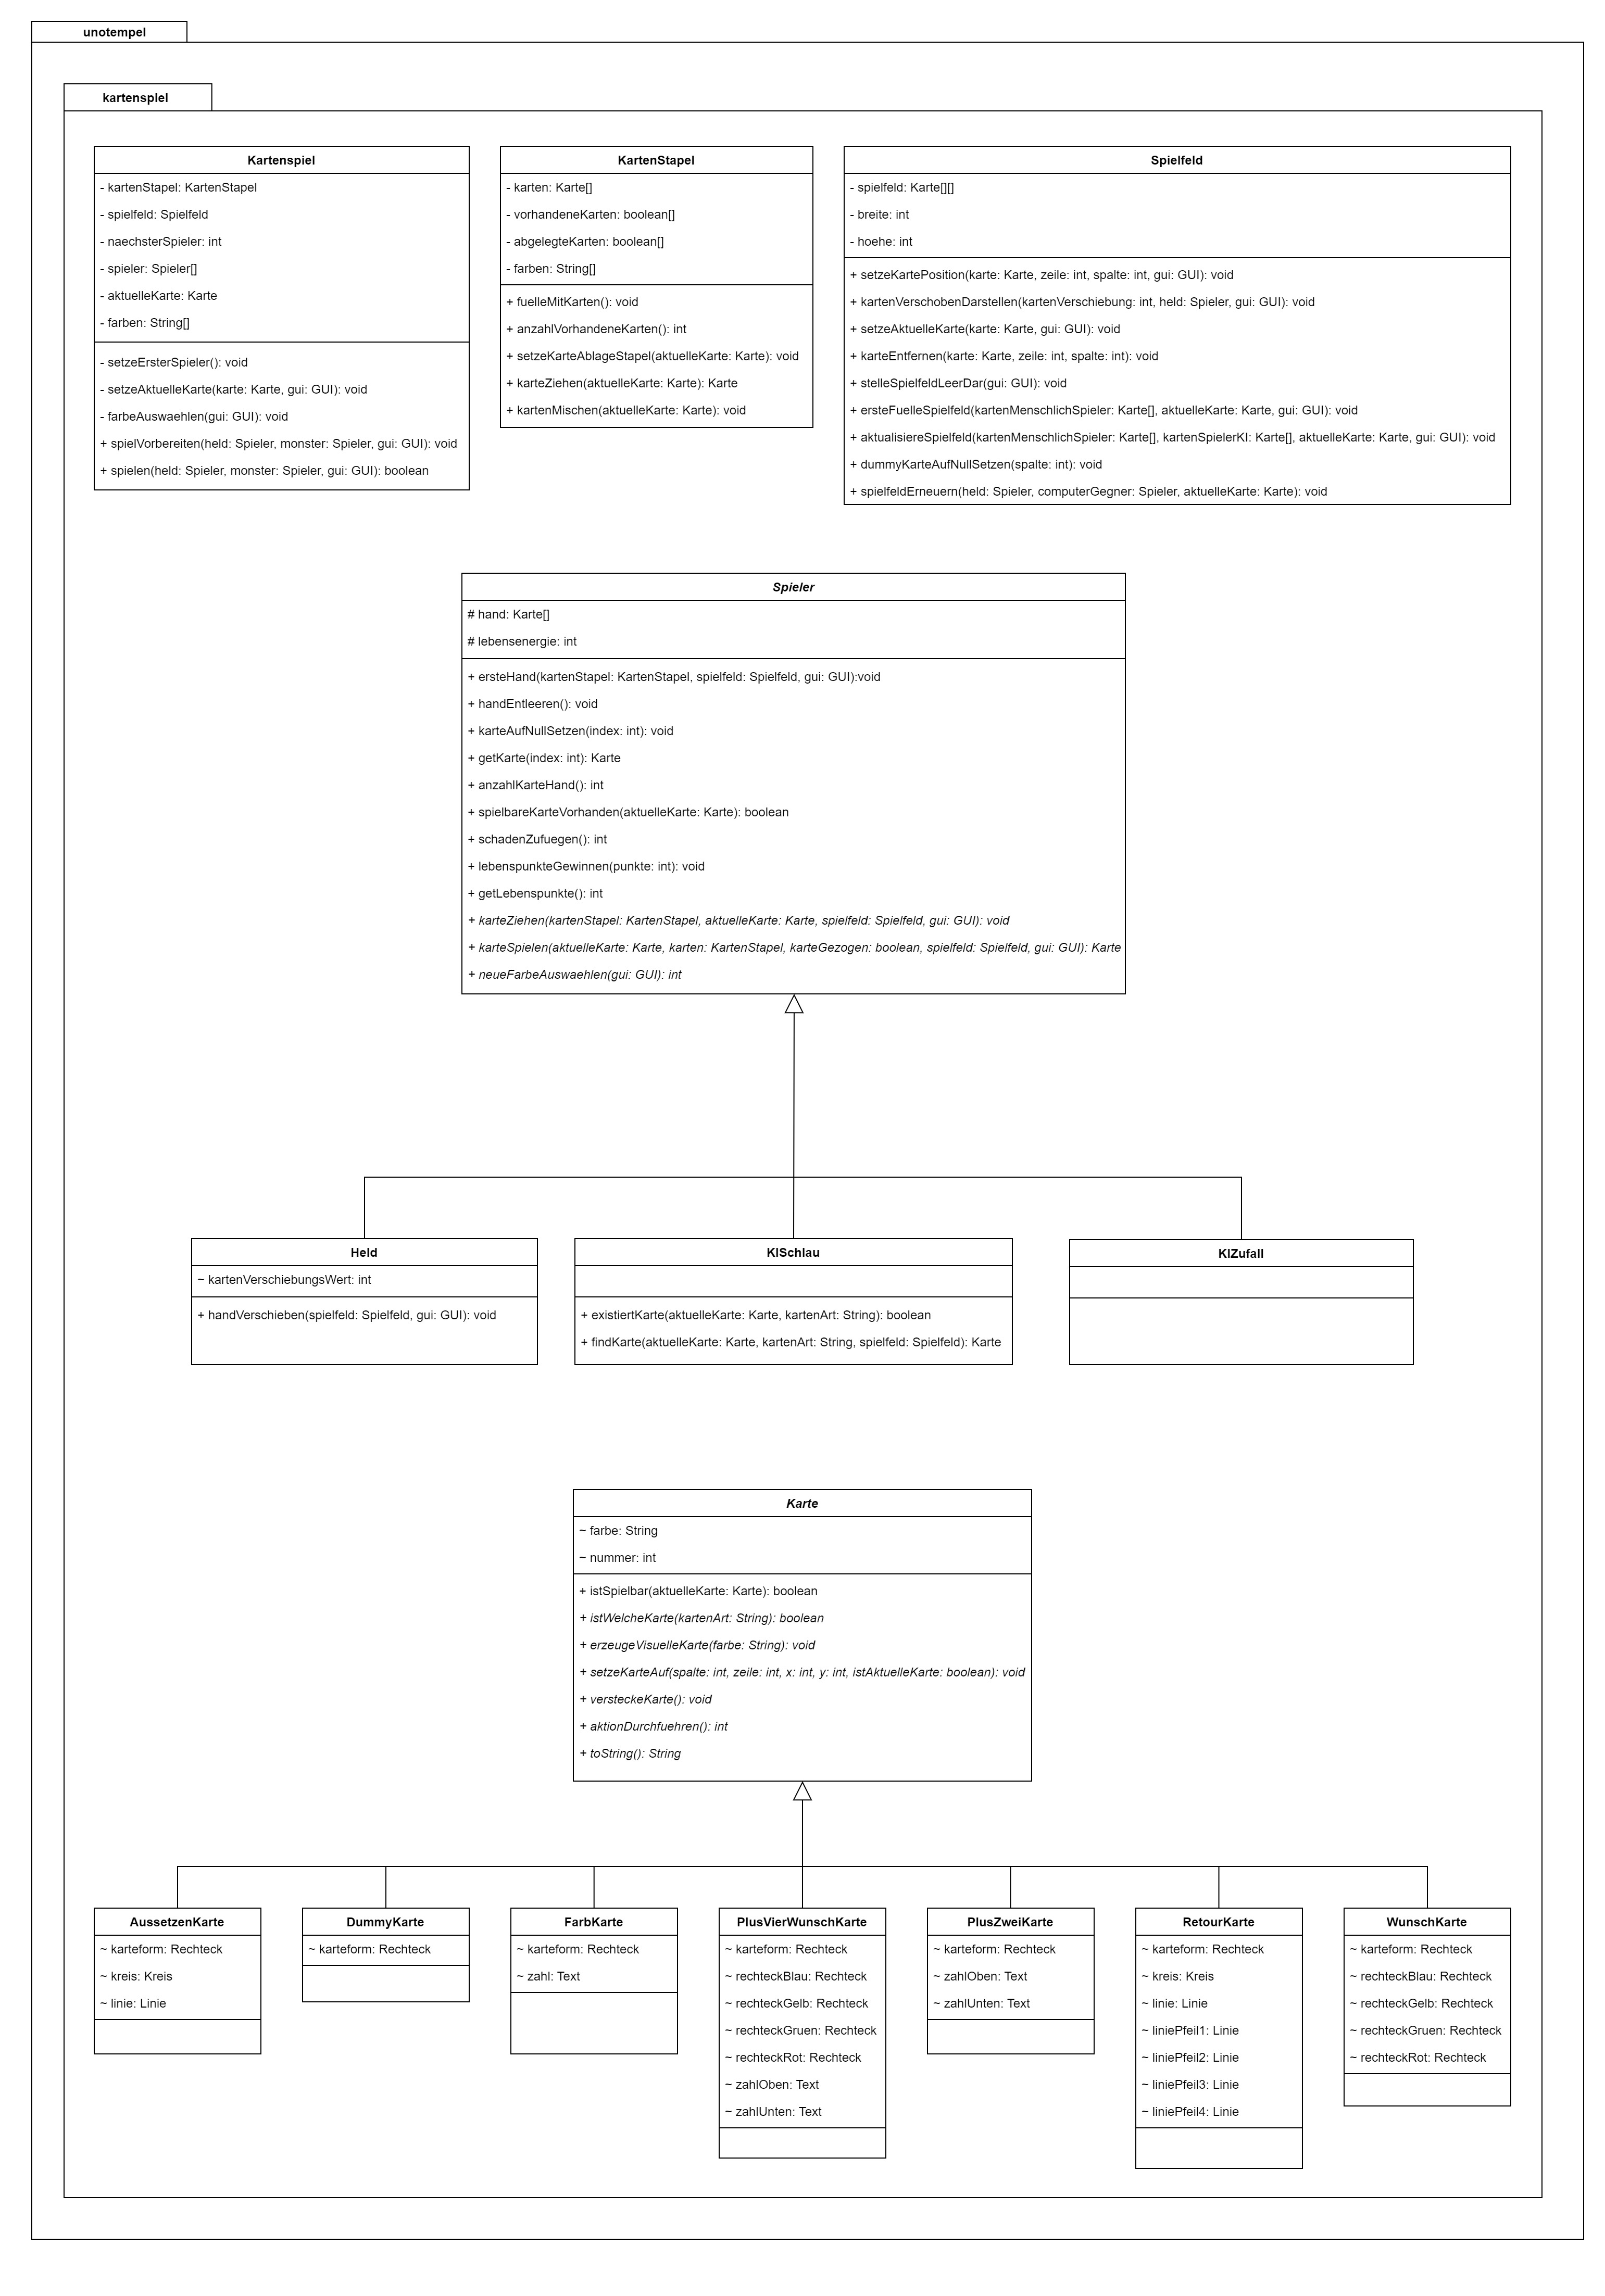 unotempel
kartenspiel
Kartenspiel
- kartenStapel: KartenStapel
- spielfeld: Spielfeld
- naechsterSpieler: int
- spieler: Spieler[]
- aktuelleKarte: Karte
- farben: String[]
- setzeErsterSpieler(): void
- setzeAktuelleKarte(karte: Karte, gui: GUI): void
- farbeAuswaehlen(gui: GUI): void
+ spielVorbereiten(held: Spieler, monster: Spieler, gui: GUI): void
+ spielen(held: Spieler, monster: Spieler, gui: GUI): boolean
KartenStapel
- karten: Karte[]
- vorhandeneKarten: boolean[]
- abgelegteKarten: boolean[]
- farben: String[]
+ fuelleMitKarten(): void
+ anzahlVorhandeneKarten(): int
+ setzeKarteAblageStapel(aktuelleKarte: Karte): void
+ karteZiehen(aktuelleKarte: Karte): Karte
+ kartenMischen(aktuelleKarte: Karte): void
Spielfeld
- spielfeld: Karte[][]
- breite: int
- hoehe: int
+ setzeKartePosition(karte: Karte, zeile: int, spalte: int, gui: GUI): void
+ kartenVerschobenDarstellen(kartenVerschiebung: int, held: Spieler, gui: GUI): void
+ setzeAktuelleKarte(karte: Karte, gui: GUI): void
+ karteEntfernen(karte: Karte, zeile: int, spalte: int): void
+ stelleSpielfeldLeerDar(gui: GUI): void
+ ersteFuelleSpielfeld(kartenMenschlichSpieler: Karte[], aktuelleKarte: Karte, gui: GUI): void
+ aktualisiereSpielfeld(kartenMenschlichSpieler: Karte[], kartenSpielerKI: Karte[], aktuelleKarte: Karte, gui: GUI): void
+ dummyKarteAufNullSetzen(spalte: int): void
+ spielfeldErneuern(held: Spieler, computerGegner: Spieler, aktuelleKarte: Karte): void
Spieler
# hand: Karte[]
# lebensenergie: int
+ ersteHand(kartenStapel: KartenStapel, spielfeld: Spielfeld, gui: GUI):void
+ handEntleeren(): void
+ karteAufNullSetzen(index: int): void
+ getKarte(index: int): Karte
+ anzahlKarteHand(): int
+ spielbareKarteVorhanden(aktuelleKarte: Karte): boolean
+ schadenZufuegen(): int
+ lebenspunkteGewinnen(punkte: int): void
+ getLebenspunkte(): int
+ karteZiehen(kartenStapel: KartenStapel, aktuelleKarte: Karte, spielfeld: Spielfeld, gui: GUI): void
+ karteSpielen(aktuelleKarte: Karte, karten: KartenStapel, karteGezogen: boolean, spielfeld: Spielfeld, gui: GUI): Karte
+ neueFarbeAuswaehlen(gui: GUI): int
Held
~ kartenVerschiebungsWert: int
+ handVerschieben(spielfeld: Spielfeld, gui: GUI): void
KISchlau
+ existiertKarte(aktuelleKarte: Karte, kartenArt: String): boolean
+ findKarte(aktuelleKarte: Karte, kartenArt: String, spielfeld: Spielfeld): Karte
KIZufall
Karte
~ farbe: String
~ nummer: int
+ istSpielbar(aktuelleKarte: Karte): boolean
+ istWelcheKarte(kartenArt: String): boolean
+ erzeugeVisuelleKarte(farbe: String): void
+ setzeKarteAuf(spalte: int, zeile: int, x: int, y: int, istAktuelleKarte: boolean): void
+ versteckeKarte(): void
+ aktionDurchfuehren(): int
+ toString(): String
AussetzenKarte
~ karteform: Rechteck
~ kreis: Kreis
~ linie: Linie
DummyKarte
~ karteform: Rechteck
FarbKarte
~ karteform: Rechteck
~ zahl: Text
PlusVierWunschKarte
~ karteform: Rechteck
~ rechteckBlau: Rechteck
~ rechteckGelb: Rechteck
~ rechteckGruen: Rechteck
~ rechteckRot: Rechteck
~ zahlOben: Text
~ zahlUnten: Text
PlusZweiKarte
~ karteform: Rechteck
~ zahlOben: Text
~ zahlUnten: Text
RetourKarte
~ karteform: Rechteck
~ kreis: Kreis
~ linie: Linie
~ liniePfeil1: Linie
~ liniePfeil2: Linie
~ liniePfeil3: Linie
~ liniePfeil4: Linie
WunschKarte
~ karteform: Rechteck
~ rechteckBlau: Rechteck
~ rechteckGelb: Rechteck
~ rechteckGruen: Rechteck
~ rechteckRot: Rechteck